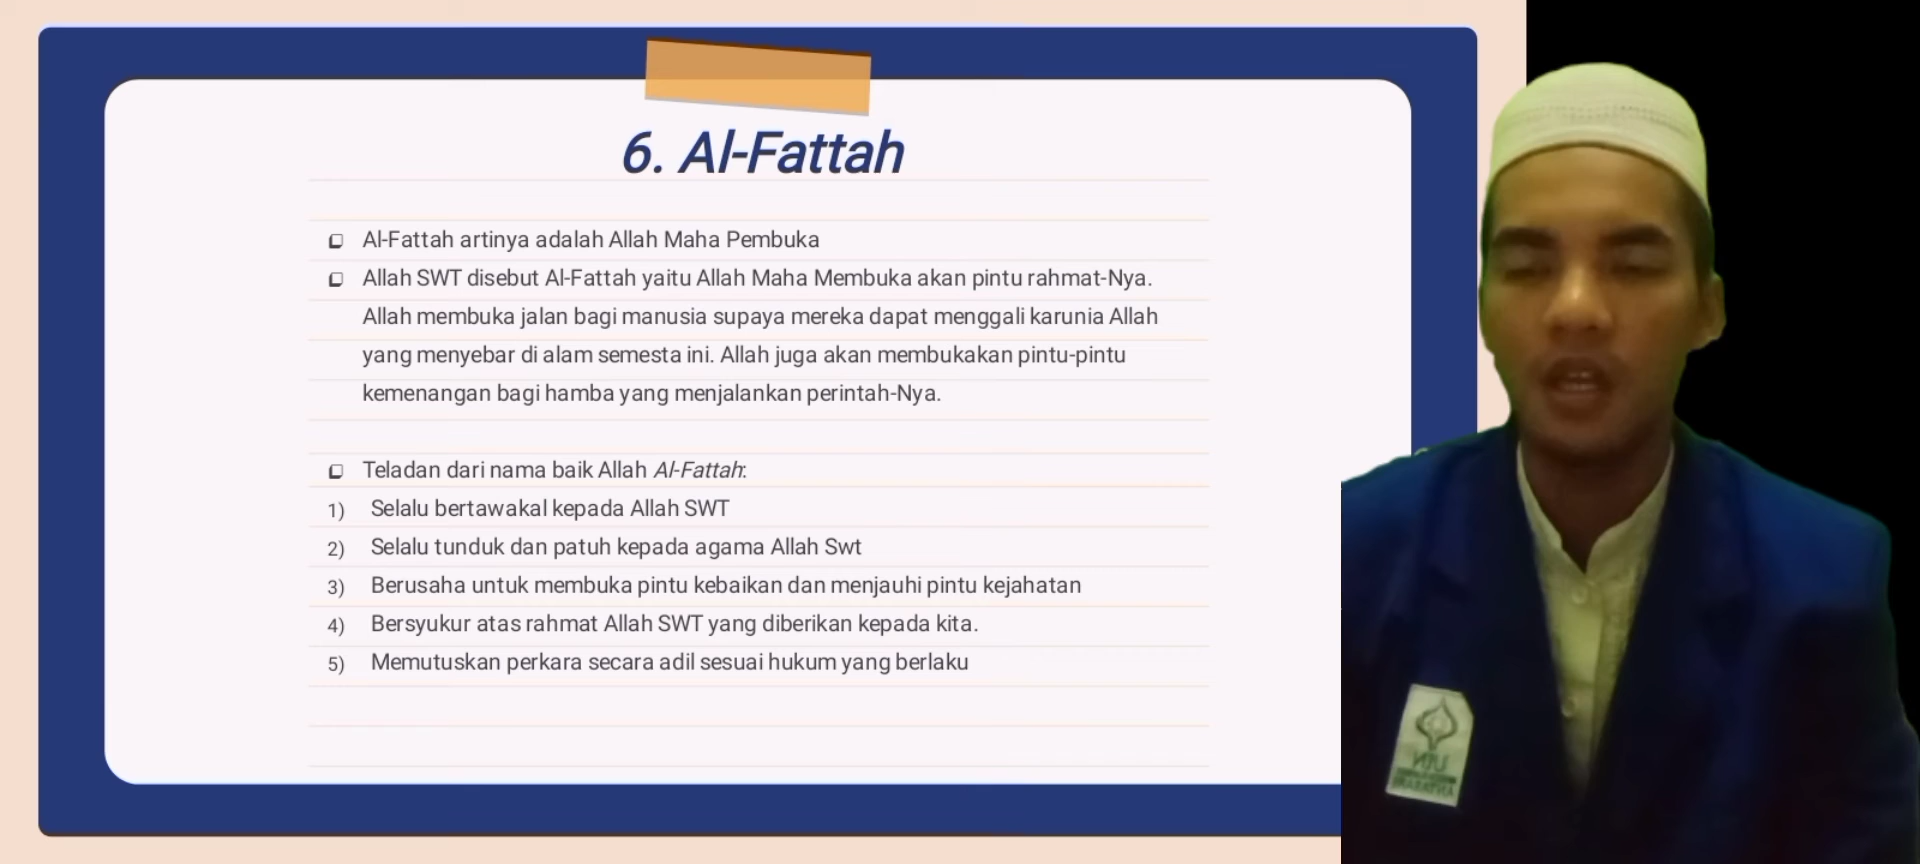 6. Al-Fattah
Al-Fattah artinya adalah Allah Maha Pembuka
Allah SWT disebut Al-Fattah yaitu Allah Maha Membuka akan pintu rahmat-Nya.
Allah membuka jalan bagi manusia supaya mereka dapat menggali karunia Allah
yang menyebar di alam semesta ini. Allah juga akan membukakan pintu-pintu
kemenangan bagi hamba yang menjalankan perintah-Nya.
Teladan dari nama baik Allah Al-Fattah:
1) Selalu bertawakal kepada Allah SWT
2) Selalu tunduk dan patuh kepada agama Allah Swt
3) Berusaha untuk membuka pintu kebaikan dan menjauhi pintu kejahatan
4) Bersyukur atas rahmat Allah SWT yang diberikan kepada kita.
5) Memutuskan perkara secara adil sesuai hukum yang berlaku
UIN
ANTASARI